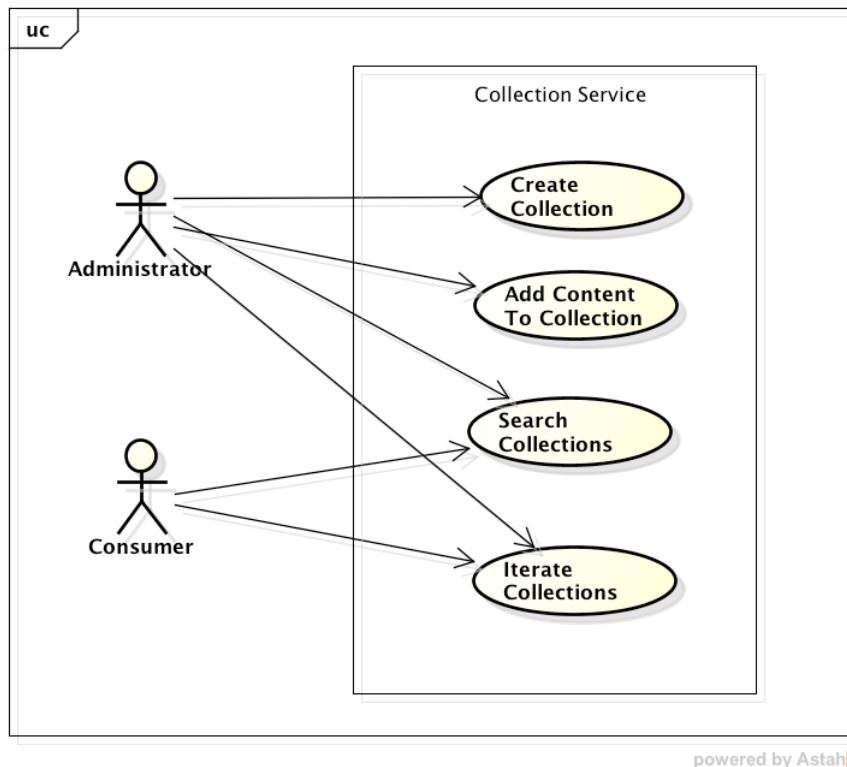 uc
Collection Service
Create
Collection
Administrator
Add Content
To Collection
Search
Collections
Consumer
Iterate
Collections
powered by Astah